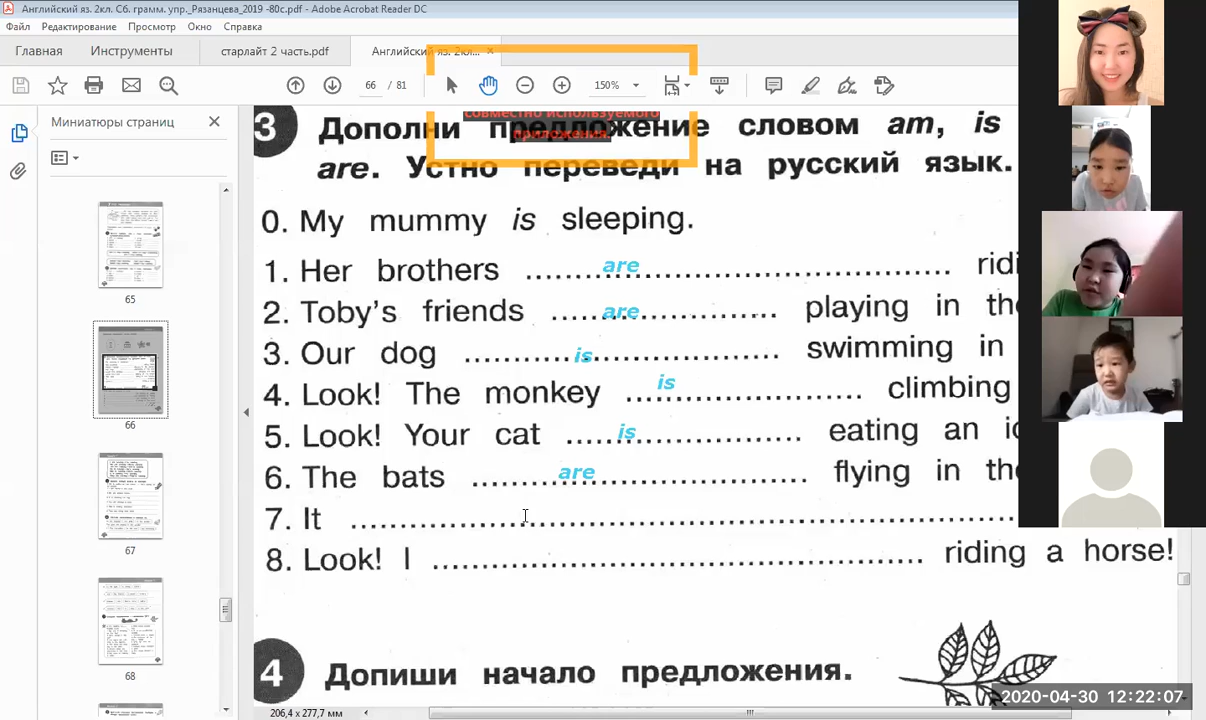 Английский яз. 2кл. Сб. грамм. упр._Рязанцева_2019 -80с.pdf - Adobe Acrobat Reader DC
Файл Редактирование Просмотр Окно Справка
Главная Инструменты старлайт 2 часть.pdf Английский яз. 2кл... ×
66 / 81 150%
Миниатюры страниц
65
66
67
68
совместно используемого
приложения.
3 Дополни предложение словом am, is
are. Устно переведи на русский язык.
0. My mummy is sleeping.
1. Her brothers are
2. Toby's friends are playing in
3. Our dog is swimming in
4. Look! The monkey is climbing
5. Look! Your cat is eating an
6. The bats are flying in
7. It
8. Look! I riding a horse!
4 Допиши начало предложения.
206,4 x 277,7 мм
2020-04-30 12:22:07